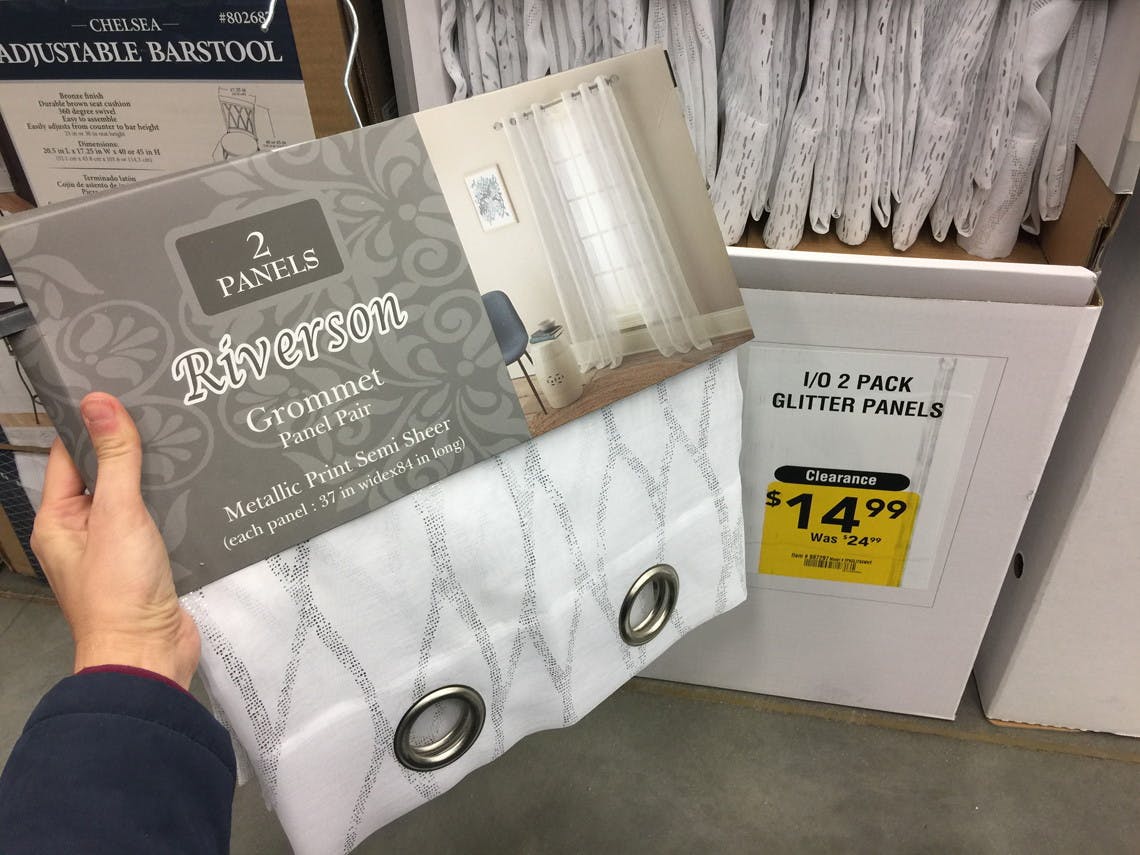 CHELSEA
#80268
ADJUSTABLE BARSTOOL
Bronze finish
Durable brown seat cushion
360 degree swivel
Easy to assemble
Easily adjusts from counter to bar height
Dimensions:
20.5 in L x 17.25 in W x 40 or 45 in H
Terminado latón
Cojín de asiento de
2
PANELS
Riverson
Grommet
Panel Pair
Metallic Print Semi Sheer
(each panel : 37 in widex84 in long)
I/O 2 PACK
GLITTER PANELS
Clearance
$14.99
Was $24.99